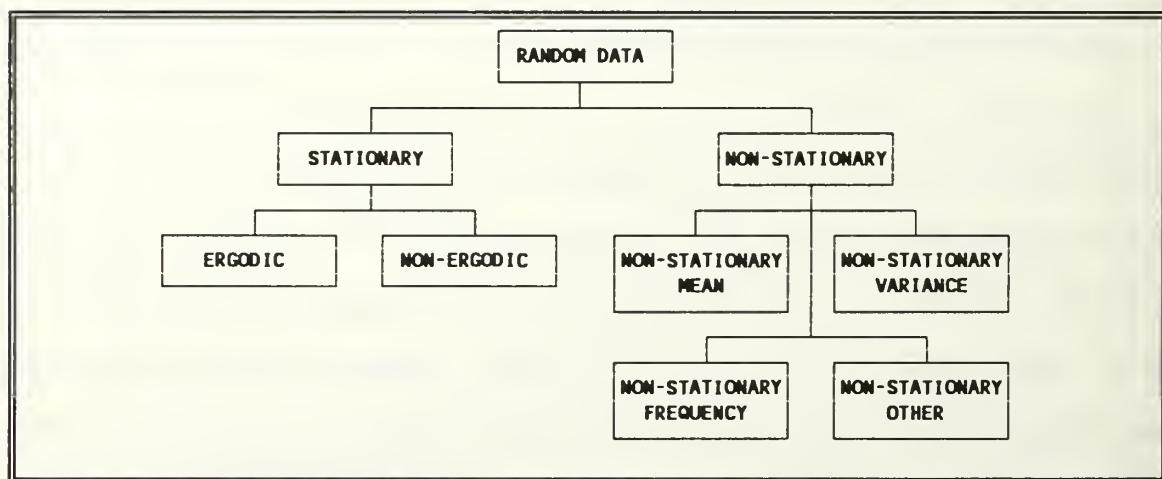 RANDOM DATA
STATIONARY
NON-STATIONARY
ERGODIC
NON-ERGODIC
NON-STATIONARY
MEAN
NON-STATIONARY
VARIANCE
NON-STATIONARY
FREQUENCY
NON-STATIONARY
OTHER